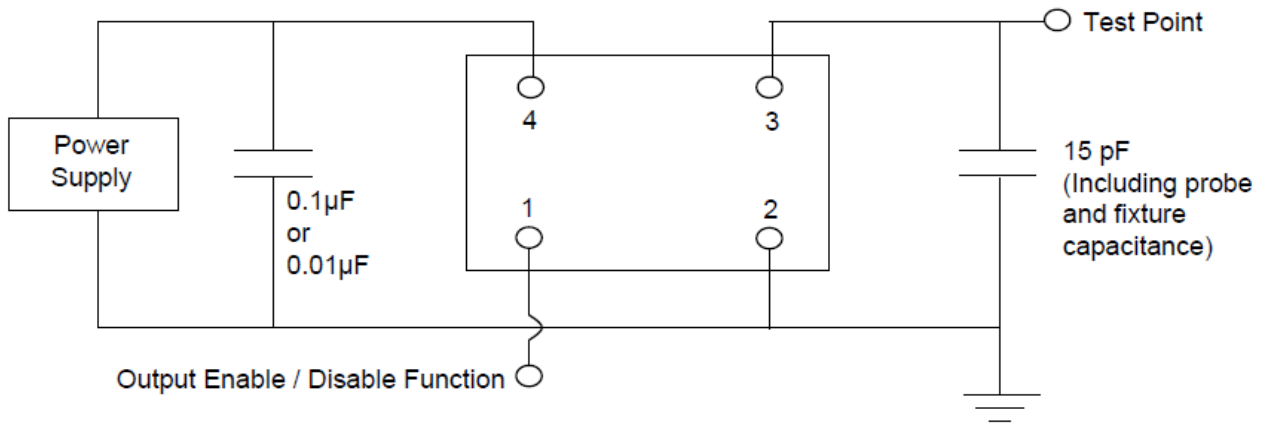 Test Point
Power
Supply
4
3
0.1µF
or
0.01µF
1
2
15 pF
(Including probe
and fixture
capacitance)
Output Enable / Disable Function